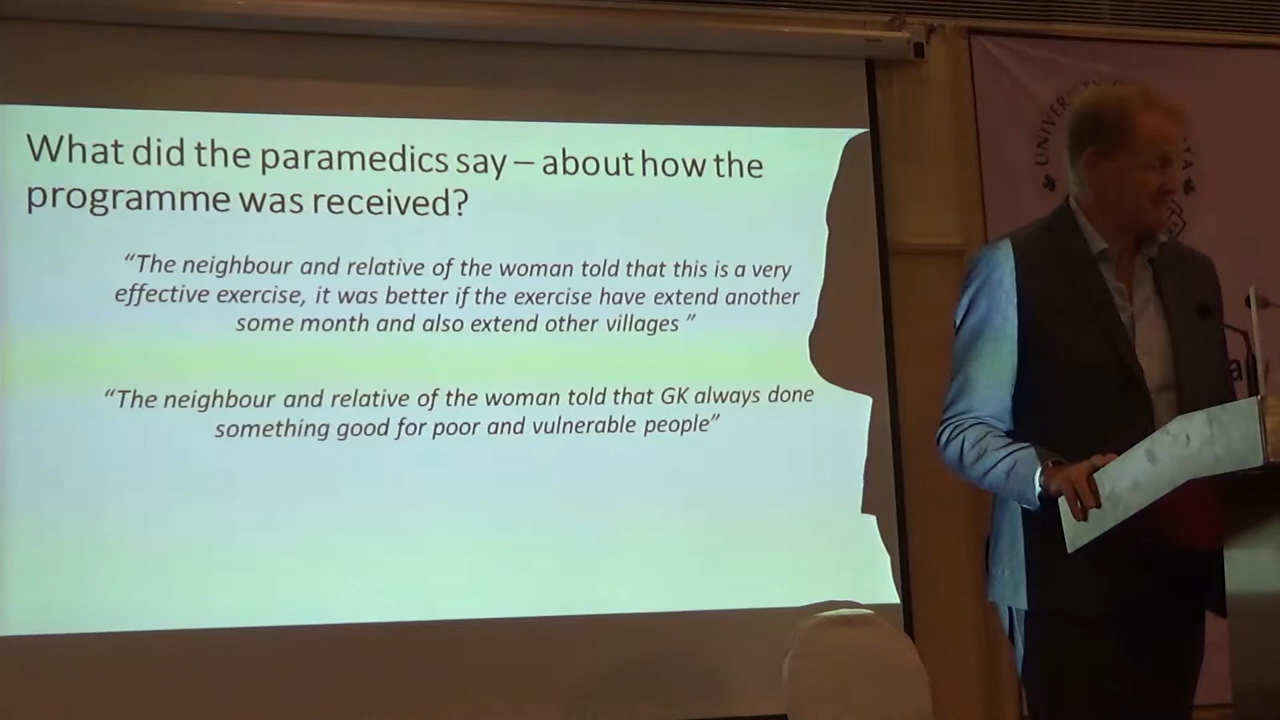 What did the paramedics say – about how the
programme was received?
“The neighbour and relative of the woman told that this is a very
effective exercise, it was better if the exercise have extend another
some month and also extend other villages ”
“The neighbour and relative of the woman told that GK always done
something good for poor and vulnerable people”
UNIVERSITY